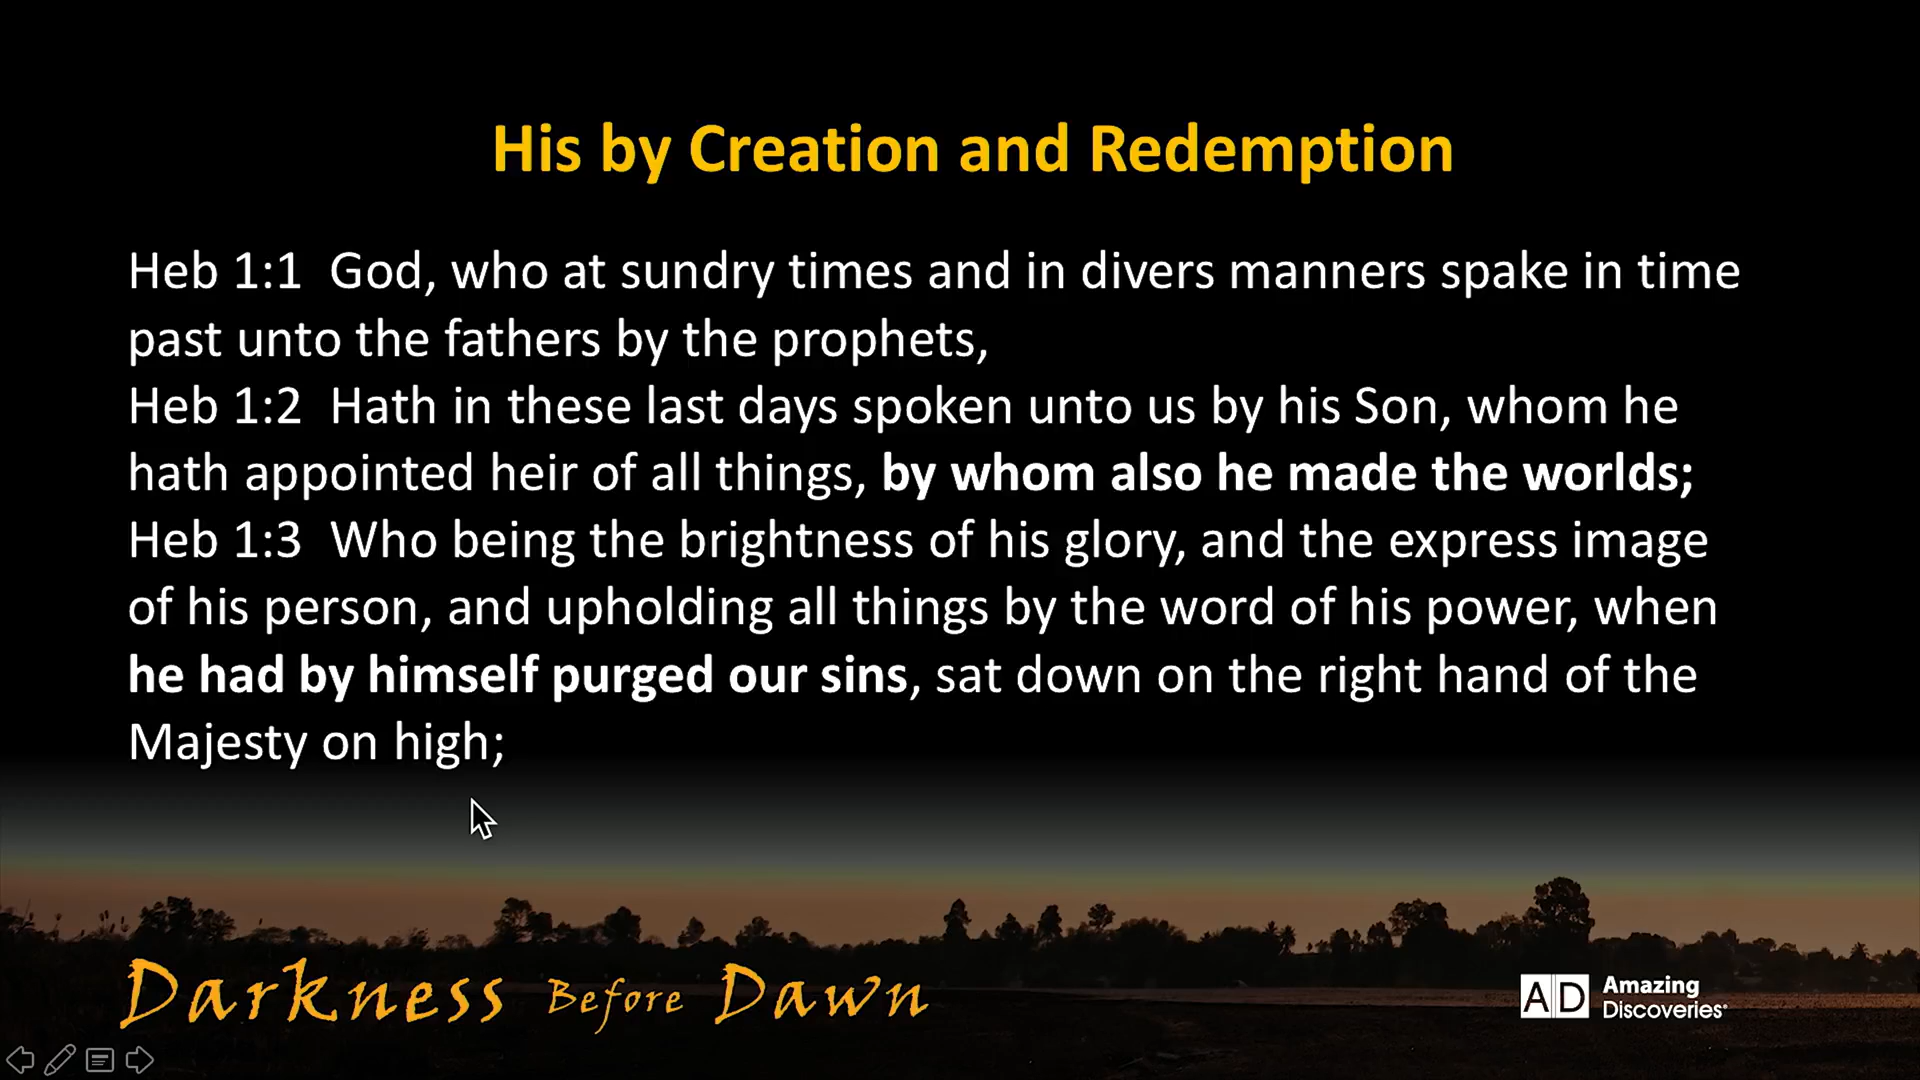 His by Creation and Redemption
Heb 1:1  God, who at sundry times and in divers manners spake in time
past unto the fathers by the prophets,
Heb 1:2  Hath in these last days spoken unto us by his Son, whom he
hath appointed heir of all things, by whom also he made the worlds;
Heb 1:3  Who being the brightness of his glory, and the express image
of his person, and upholding all things by the word of his power, when
he had by himself purged our sins, sat down on the right hand of the
Majesty on high;
Darkness Before Dawn
AD Amazing
Discoveries